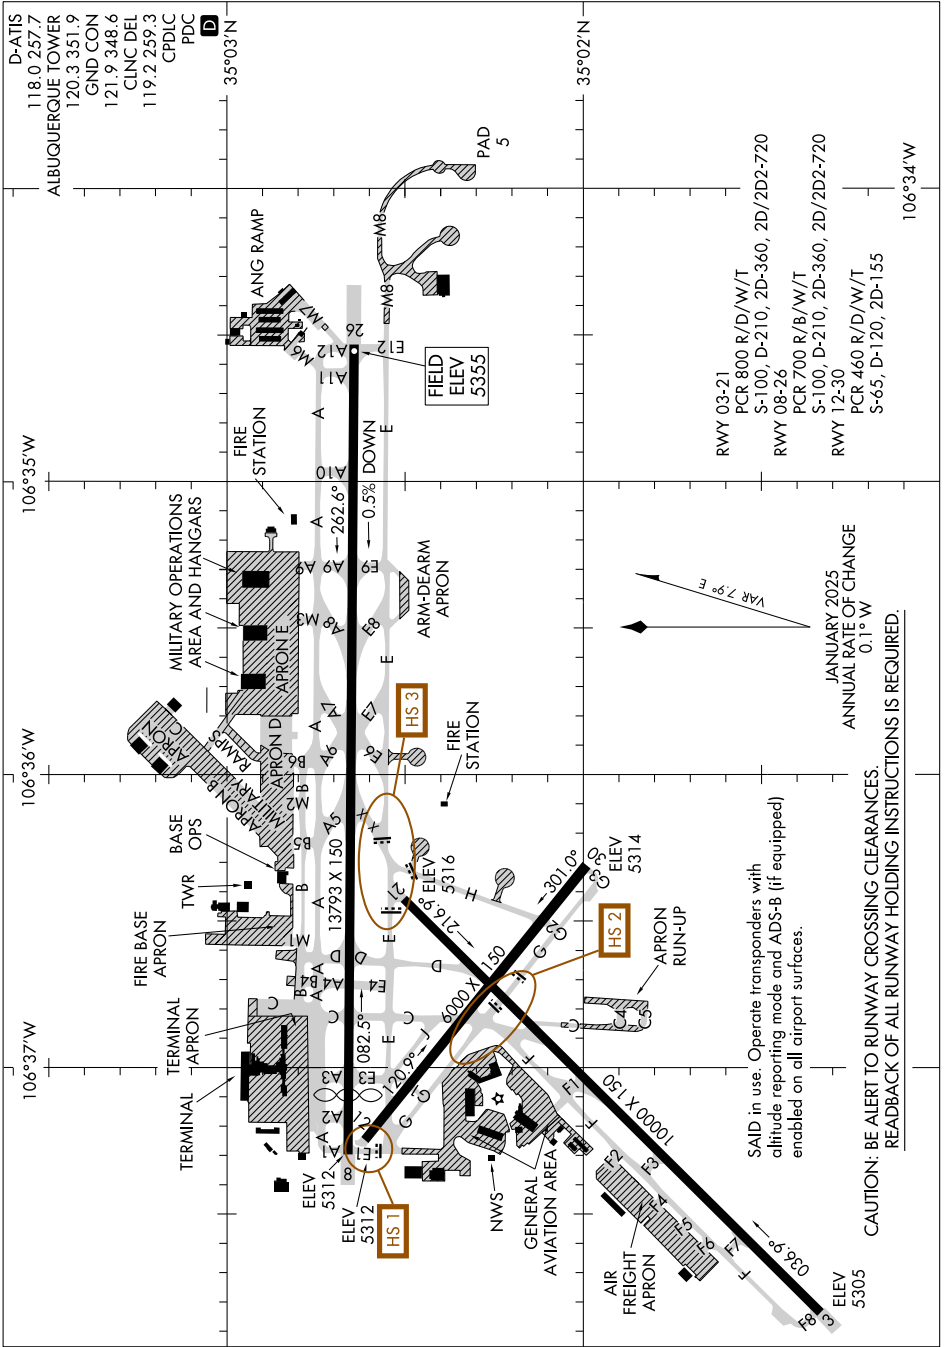 D-ATIS
118.0 257.7
ALBUQUERQUE TOWER
120.3 351.9
GND CON
121.9 348.6
CLNC DEL
119.2 259.3
CPDLC
PDC
D
35°03'N
35°02'N
106°34'W
106°35'W
106°36'W
106°37'W
PAD
5
M8
M8
ANG RAMP
M7
M6
26
A12
E12
A11
FIELD
ELEV
5355
A
E
A10
FIRE
STATION
A
262.6°
0.5% DOWN
MILITARY OPERATIONS
AREA AND HANGARS
A9
A9
E9
M3
A8
E8
ARM-DEARM
APRON
APRON E
E
A
A7
E7
HS 3
APRON
C
MILITARY
RAMPS
APRON B
APRON D
B6
A6
E6
FIRE
STATION
B
M2
X
X
A5
B5
BASE
OPS
TWR
B
A
13793 X 150
FIRE BASE
APRON
M1
E
21
ELEV
5316
216.9°
H
301.0°
30
G3
ELEV
5314
D
A
D
D
G
G2
HS 2
B4
A4
E4
B
A
C
C
C
C
082.5°
6000 X 150
APRON
RUN-UP
C4
C5
TERMINAL
APRON
TERMINAL
E
J
A3
E3
120.9°
G1
G
F
F1
F
A2
A
A1
12
E1
8
ELEV
5312
ELEV
5312
HS 1
NWS
GENERAL
AVIATION AREA
10000 X 150
F2
F3
F4
F5
F6
F7
F
AIR
FREIGHT
APRON
036.9°
F8
3
ELEV
5305
RWY 03-21
PCR 800 R/D/W/T
S-100, D-210, 2D-360, 2D/2D2-720
RWY 08-26
PCR 700 R/B/W/T
S-100, D-210, 2D-360, 2D/2D2-720
RWY 12-30
PCR 460 R/D/W/T
S-65, D-120, 2D-155
VAR 7.9° E
JANUARY 2025
ANNUAL RATE OF CHANGE
0.1° W
SAID in use. Operate transponders with
altitude reporting mode and ADS-B (if equipped)
enabled on all airport surfaces.
CAUTION: BE ALERT TO RUNWAY CROSSING CLEARANCES.
READBACK OF ALL RUNWAY HOLDING INSTRUCTIONS IS REQUIRED.